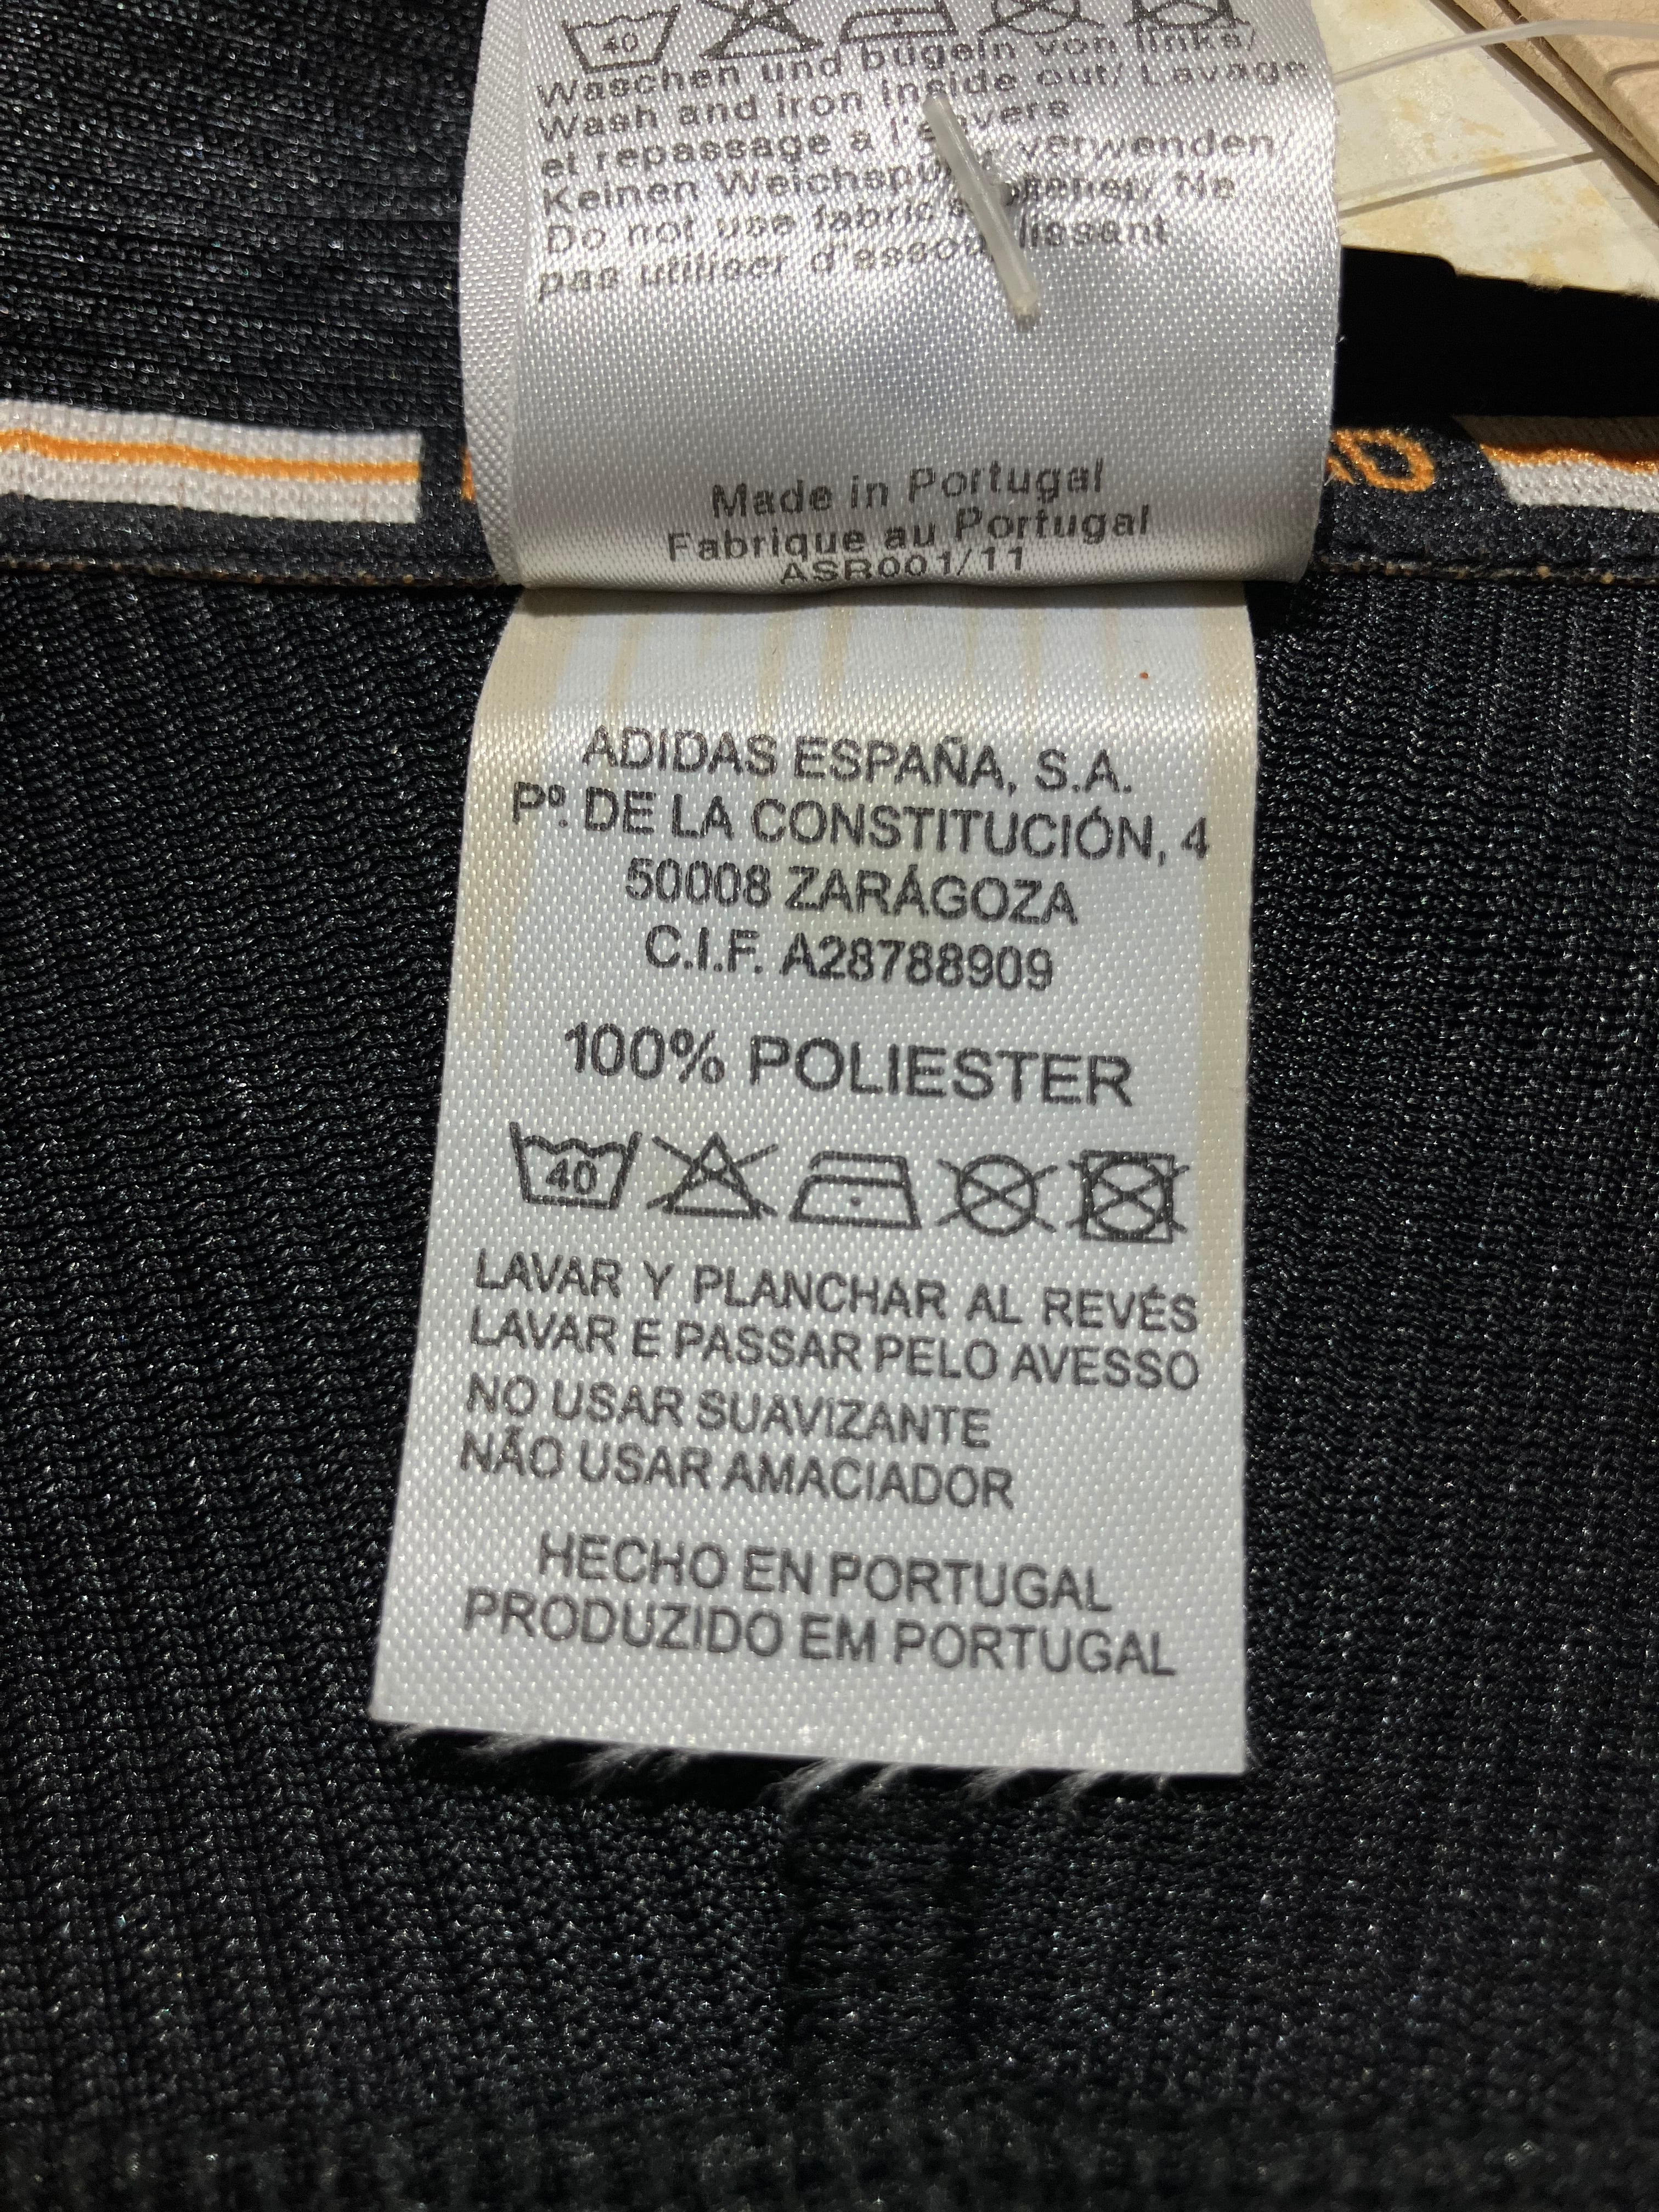 40
Waschen und bügeln von links/
Wash and iron inside out/ Lavage
et repassage à l'envers
Keinen Weichspüler verwenden/
Do not use fabric softener/ Ne
pas utiliser d'assouplissant
Made in Portugal
Fabrique au Portugal
ASR001/11
ADIDAS ESPAÑA, S.A.
Pº. DE LA CONSTITUCIÓN, 4
50008 ZARÁGOZA
C.I.F. A28788909
100% POLIESTER
40
LAVAR Y PLANCHAR AL REVÉS
LAVAR E PASSAR PELO AVESSO
NO USAR SUAVIZANTE
NÃO USAR AMACIADOR
HECHO EN PORTUGAL
PRODUZIDO EM PORTUGAL